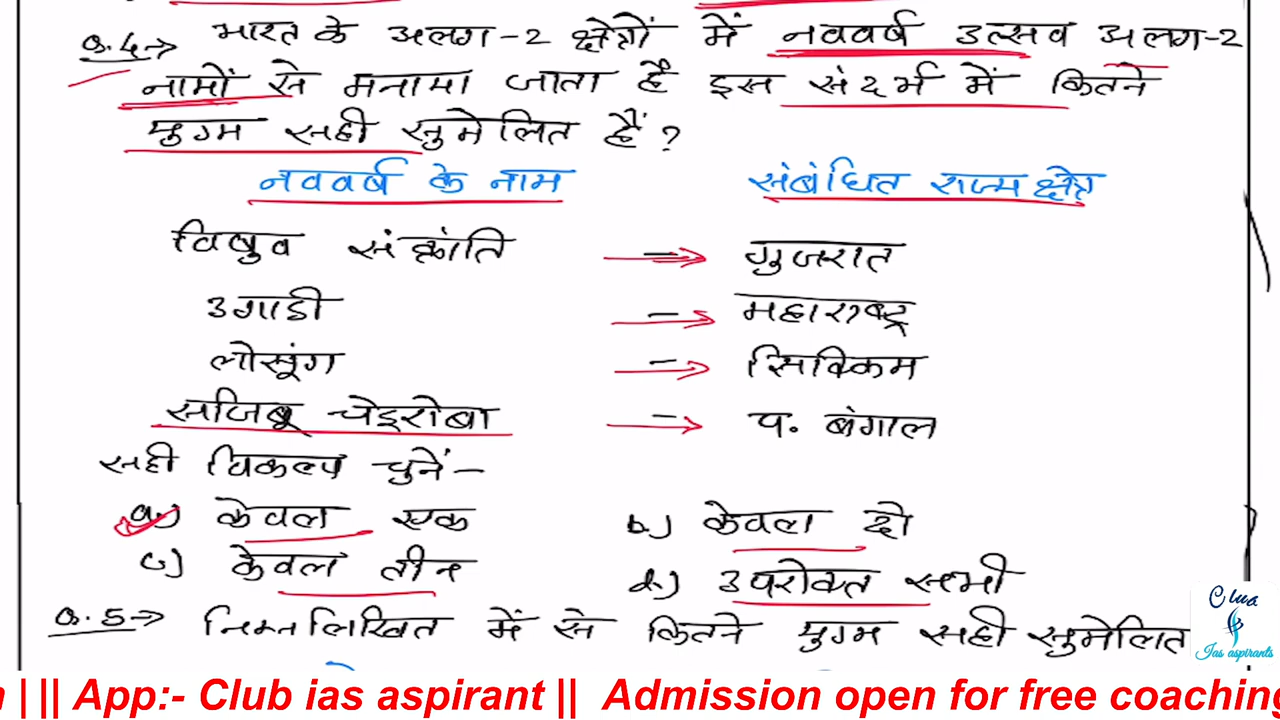 Q.4→ भारत के अलग-2 क्षेत्रों में नववर्ष उत्सव अलग-2
नामों से मनामा जाता है इस संदर्भ में कितने
युग्म सही सुमेलित हैं?
नववर्ष के नाम संबंधित राज्य क्षेत्र
विषुव संक्रांति - गुजरात
उगाडी - महाराष्ट्र
लोसूंग - सिक्किम
सजिबू चेइरोबा - प. बंगाल
सही विकल्प चुनें-
a) केवल एक b.) केवल दो
c) केवल तीन d.) उपरोक्त सभी
Q.5→ निम्नलिखित में से कितने युग्म सही सुमेलित
Club
Ias aspirants
| || App:- Club ias aspirant || Admission open for free coaching